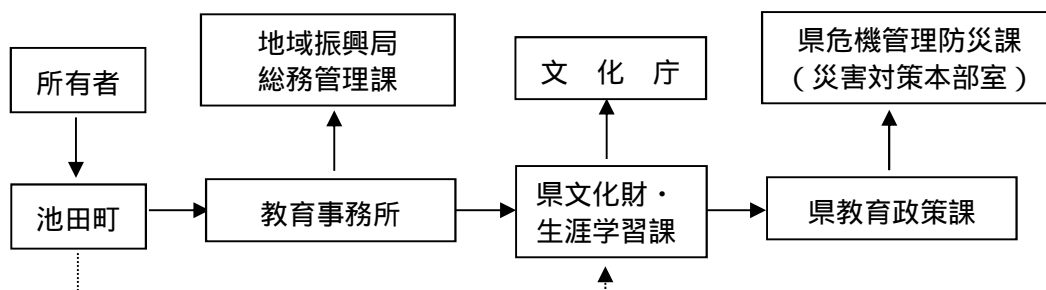 所有者
地域振興局
総務管理課
文　化　庁
県危機管理防災課
（災害対策本部室）
池田町
教育事務所
県文化財・
生涯学習課
県教育政策課